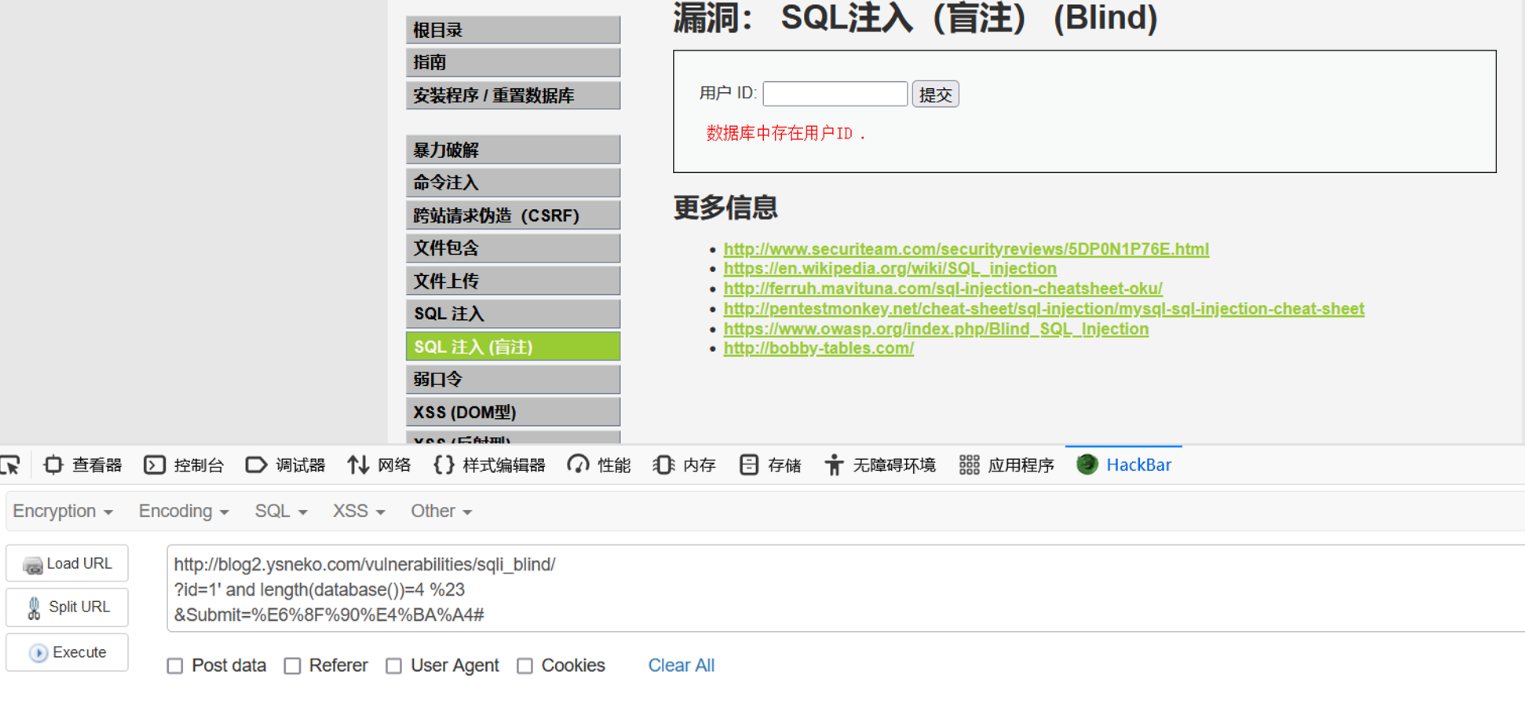 漏洞： SQL注入（盲注） (Blind)
根目录
指南
安装程序 / 重置数据库
暴力破解
命令注入
跨站请求伪造（CSRF）
文件包含
文件上传
SQL 注入
SQL 注入 (盲注)
弱口令
XSS (DOM型)
XSS (反射型)
用户 ID:
提交
数据库中存在用户ID .
更多信息
http://www.securiteam.com/securityreviews/5DP0N1P76E.html
https://en.wikipedia.org/wiki/SQL_injection
http://ferruh.mavituna.com/sql-injection-cheatsheet-oku/
http://pentestmonkey.net/cheat-sheet/sql-injection/mysql-sql-injection-cheat-sheet
https://www.owasp.org/index.php/Blind_SQL_Injection
http://bobby-tables.com/
查看器 控制台 调试器 网络 样式编辑器 性能 内存 存储 无障碍环境 应用程序 HackBar
Encryption Encoding SQL XSS Other
Load URL
Split URL
Execute
http://blog2.ysneko.com/vulnerabilities/sqli_blind/
?id=1' and length(database())=4 %23
&Submit=%E6%8F%90%E4%BA%A4#
Post data Referer User Agent Cookies Clear All